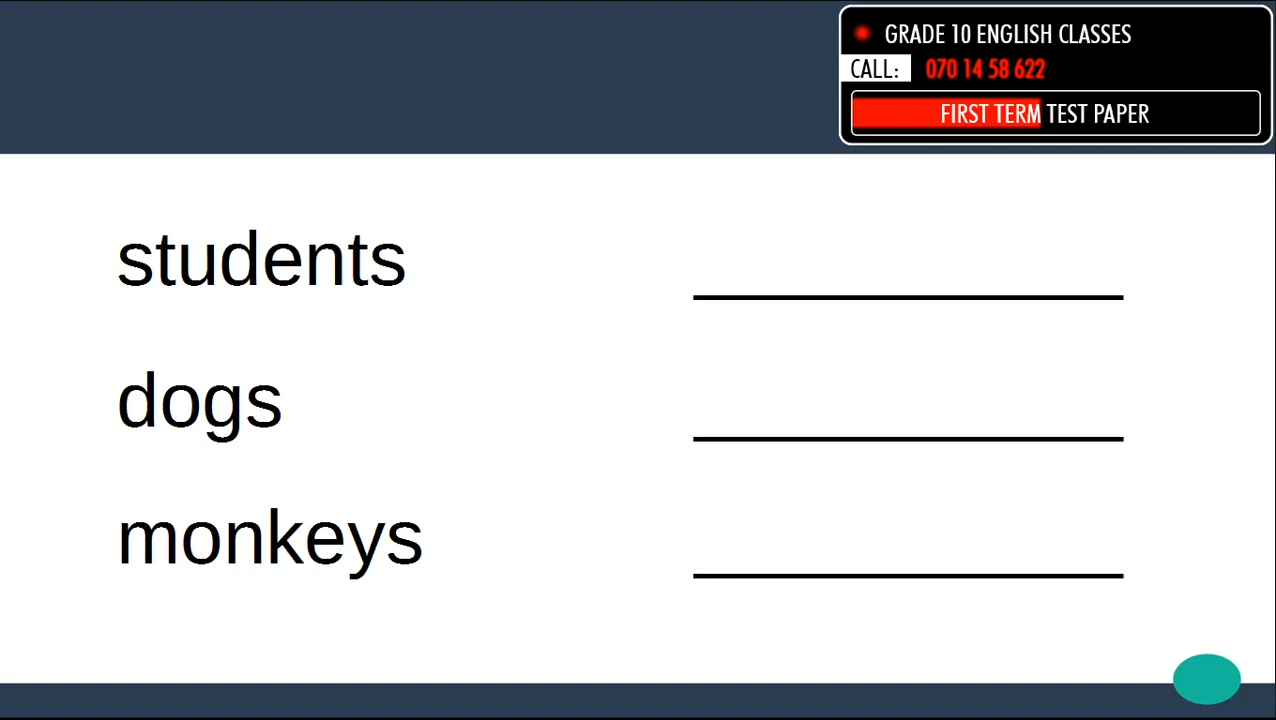 GRADE 10 ENGLISH CLASSES
CALL: 070 14 58 622
FIRST TERM TEST PAPER
students
dogs
monkeys